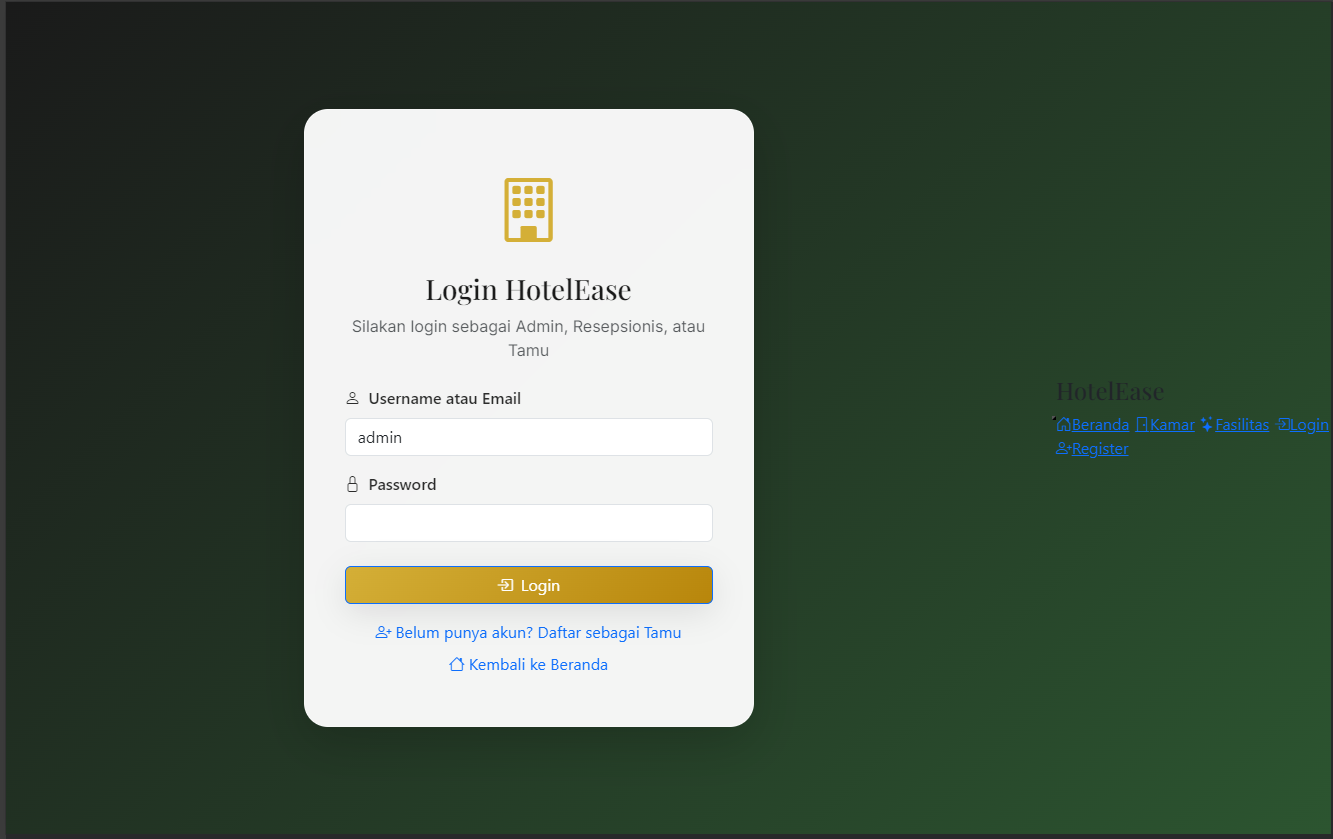 Login HotelEase
Silakan login sebagai Admin, Resepsionis, atau
Tamu
Username atau Email
admin
Password
Login
Belum punya akun? Daftar sebagai Tamu
Kembali ke Beranda
HotelEase
Beranda Kamar Fasilitas Login
Register